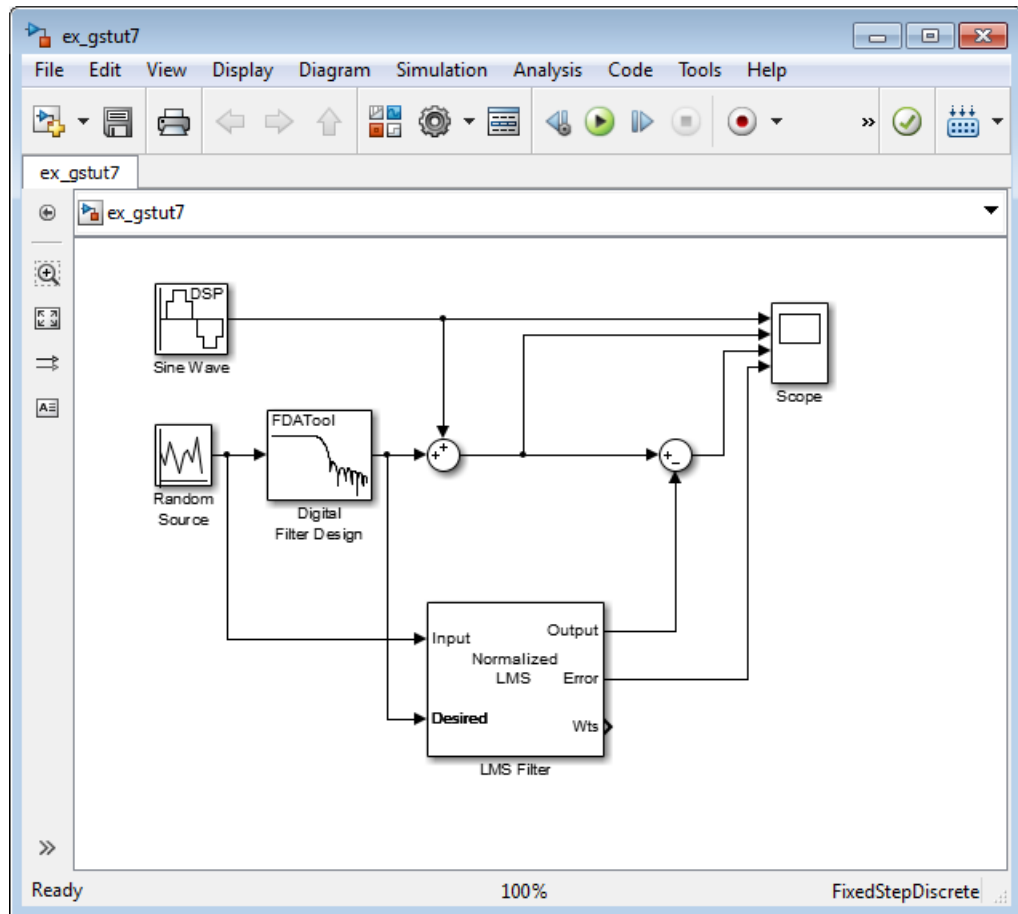 ex_gstut7
File Edit View Display Diagram Simulation Analysis Code Tools Help
»
ex_gstut7
ex_gstut7
DSP
Sine Wave
Scope
FDATool
Random
Source
Digital
Filter Design
Input
Output
Normalized
LMS
Error
Desired
Wts
LMS Filter
»
Ready 100% FixedStepDiscrete